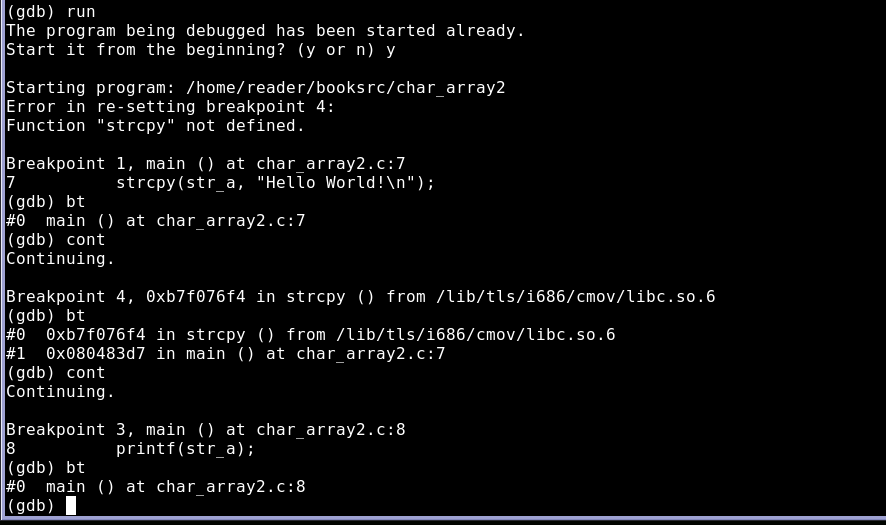 (gdb) run
The program being debugged has been started already.
Start it from the beginning? (y or n) y
Starting program: /home/reader/booksrc/char_array2
Error in re-setting breakpoint 4:
Function "strcpy" not defined.
Breakpoint 1, main () at char_array2.c:7
7          strcpy(str_a, "Hello World!\n");
(gdb) bt
#0  main () at char_array2.c:7
(gdb) cont
Continuing.
Breakpoint 4, 0xb7f076f4 in strcpy () from /lib/tls/i686/cmov/libc.so.6
(gdb) bt
#0  0xb7f076f4 in strcpy () from /lib/tls/i686/cmov/libc.so.6
#1  0x080483d7 in main () at char_array2.c:7
(gdb) cont
Continuing.
Breakpoint 3, main () at char_array2.c:8
8          printf(str_a);
(gdb) bt
#0  main () at char_array2.c:8
(gdb)